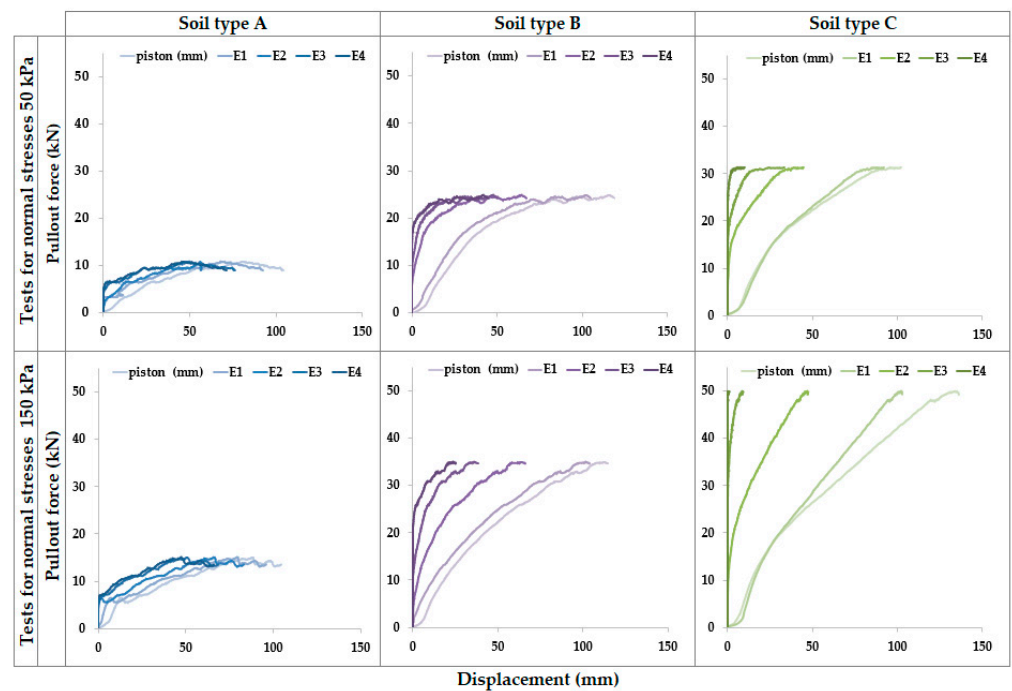 Soil type A Soil type B Soil type C
Tests for normal stresses 50 kPa
Pullout force (kN)
piston (mm) E1 E2 E3 E4
50
40
30
20
10
0
0 50 100 150
piston (mm) E1 E2 E3 E4
50
40
30
20
10
0
0 50 100 150
piston (mm) E1 E2 E3 E4
50
40
30
20
10
0
0 50 100 150
Tests for normal stresses 150 kPa
Pullout force (kN)
piston (mm) E1 E2 E3 E4
50
40
30
20
10
0
0 50 100 150
piston (mm) E1 E2 E3 E4
50
40
30
20
10
0
0 50 100 150
piston (mm) E1 E2 E3 E4
50
40
30
20
10
0
0 50 100 150
Displacement (mm)